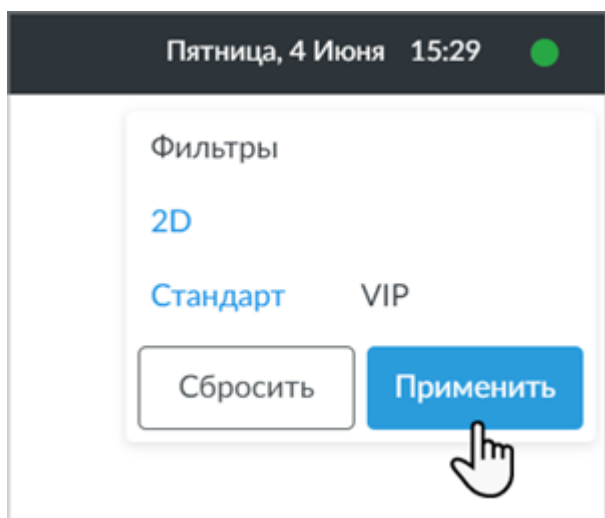 Пятница, 4 Июня 15:29
Фильтры
2D
Стандарт VIP
Сбросить Применить